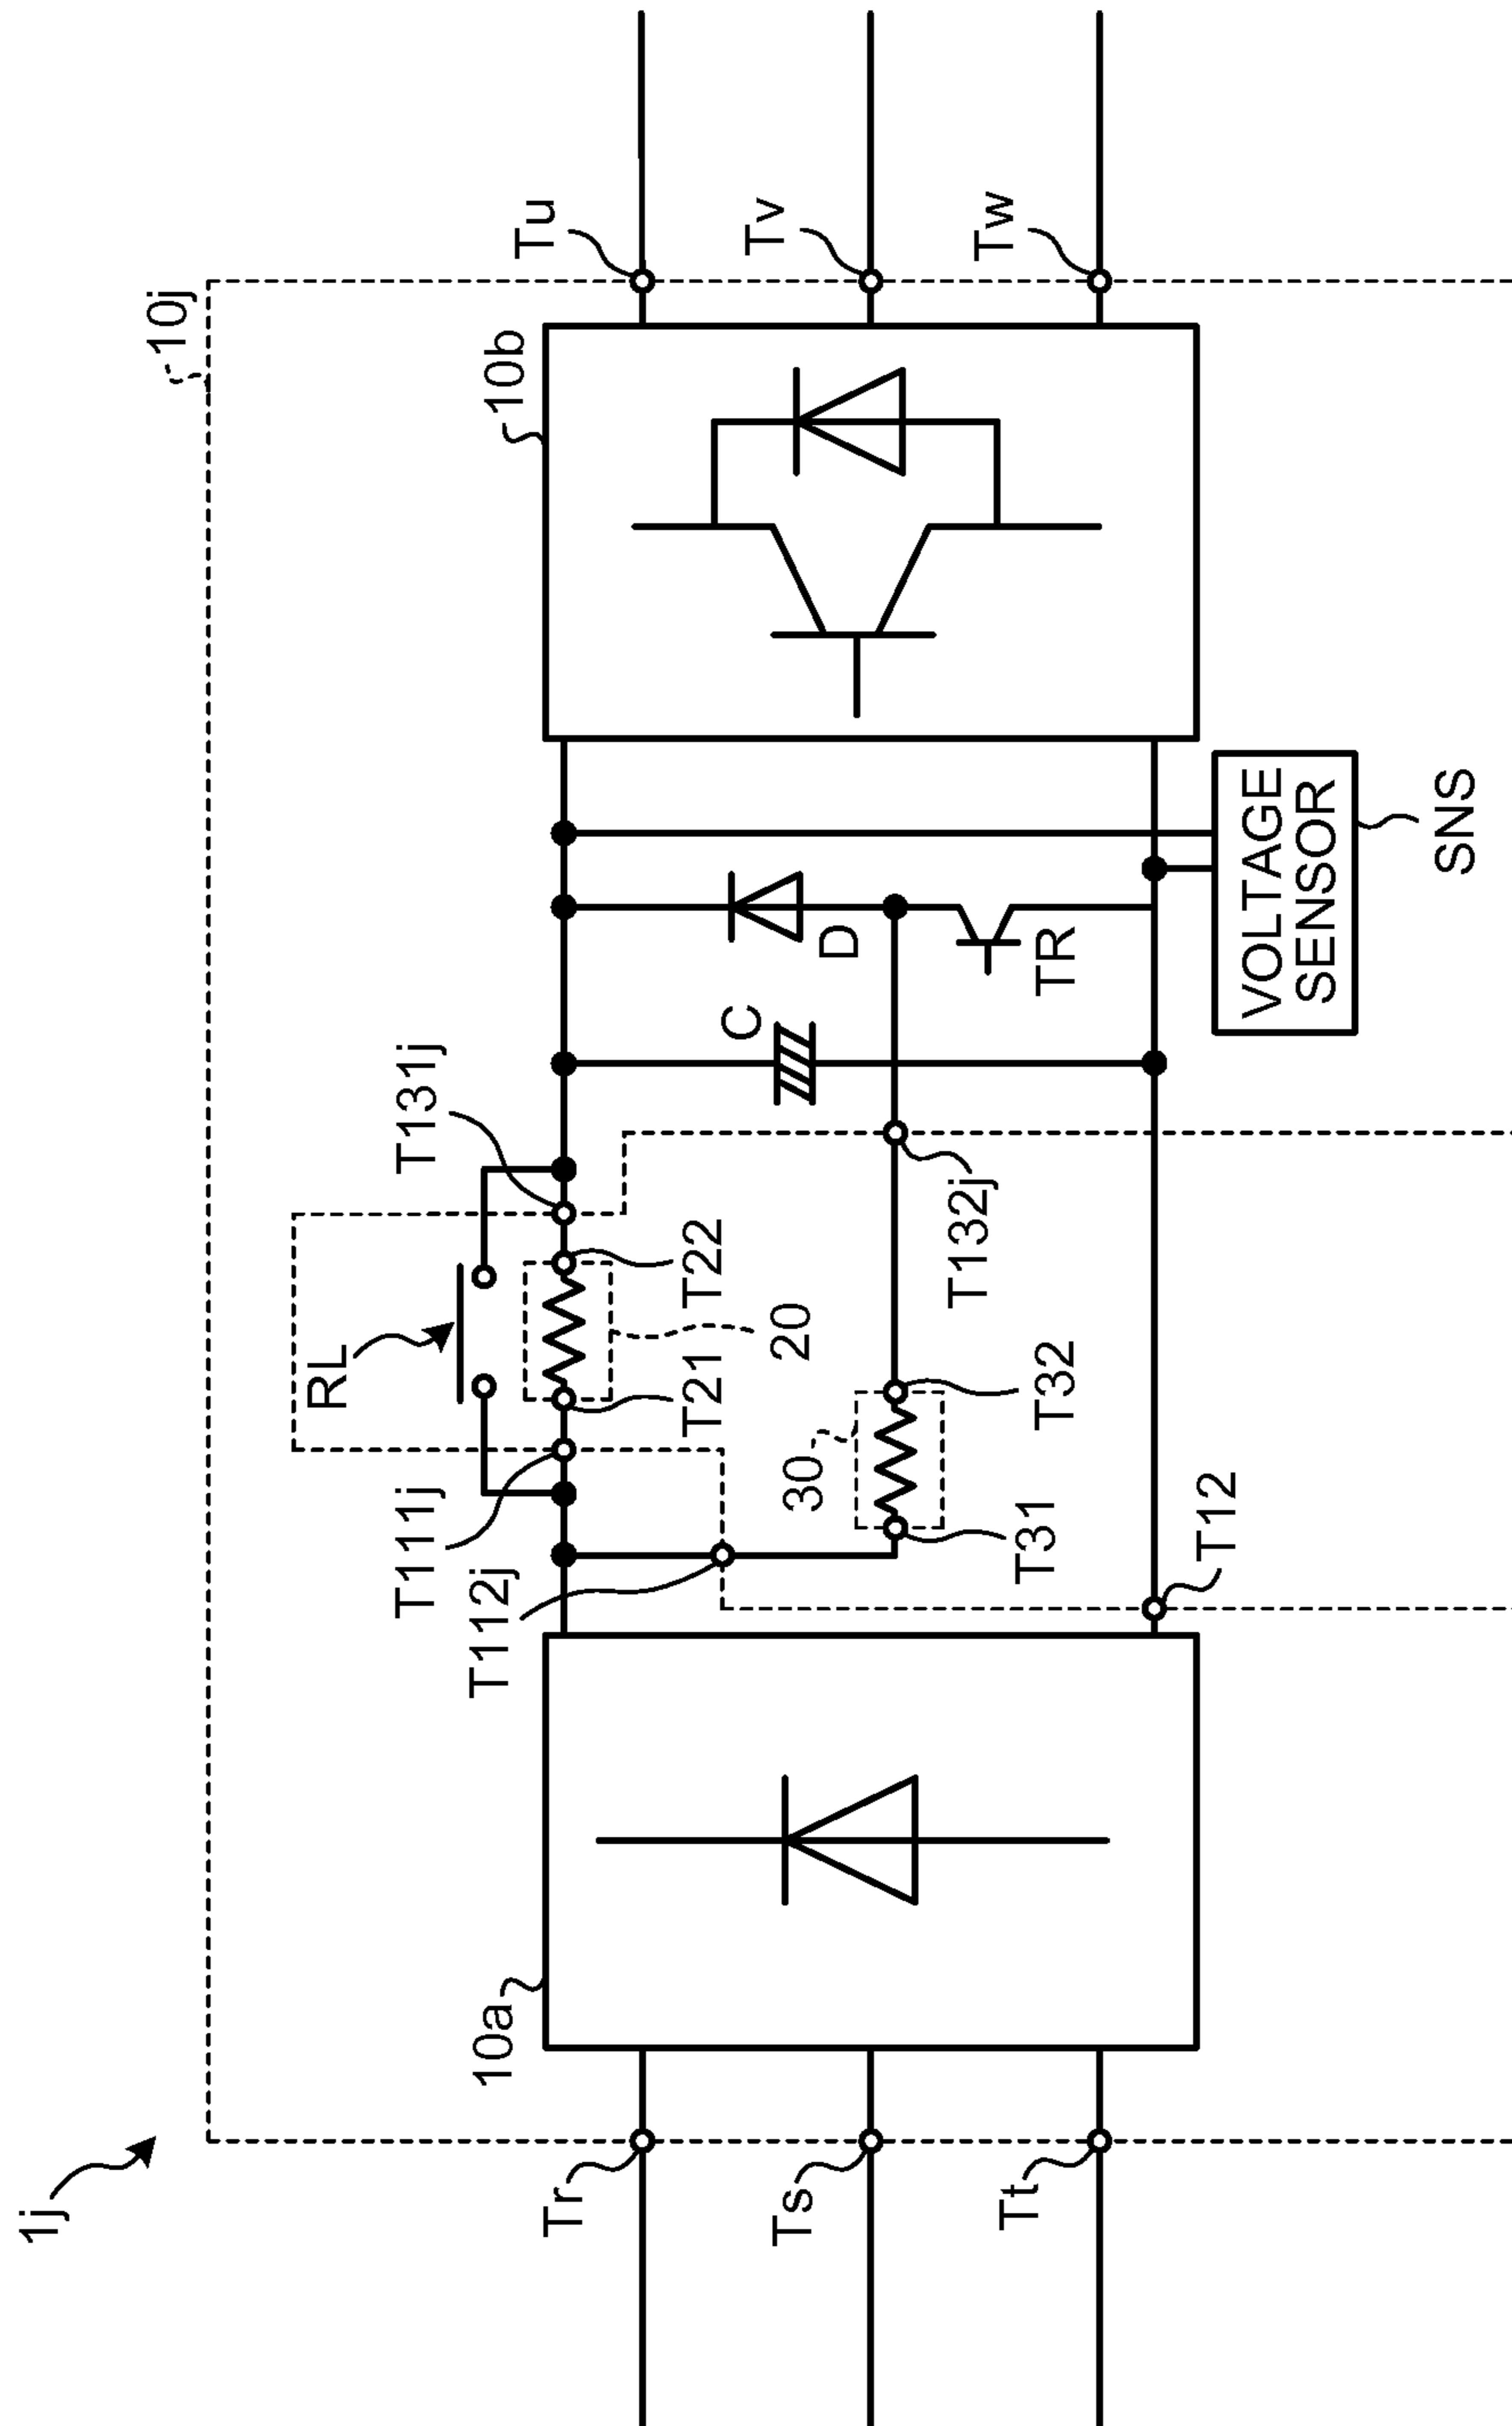 1j
10j
10a
10b
Tr
Ts
Tt
Tu
Tv
Tw
RL
T111j
T112j
T131j
T21
T22
20
30
T31
T32
T132j
T12
C
D
TR
VOLTAGE
SENSOR
SNS